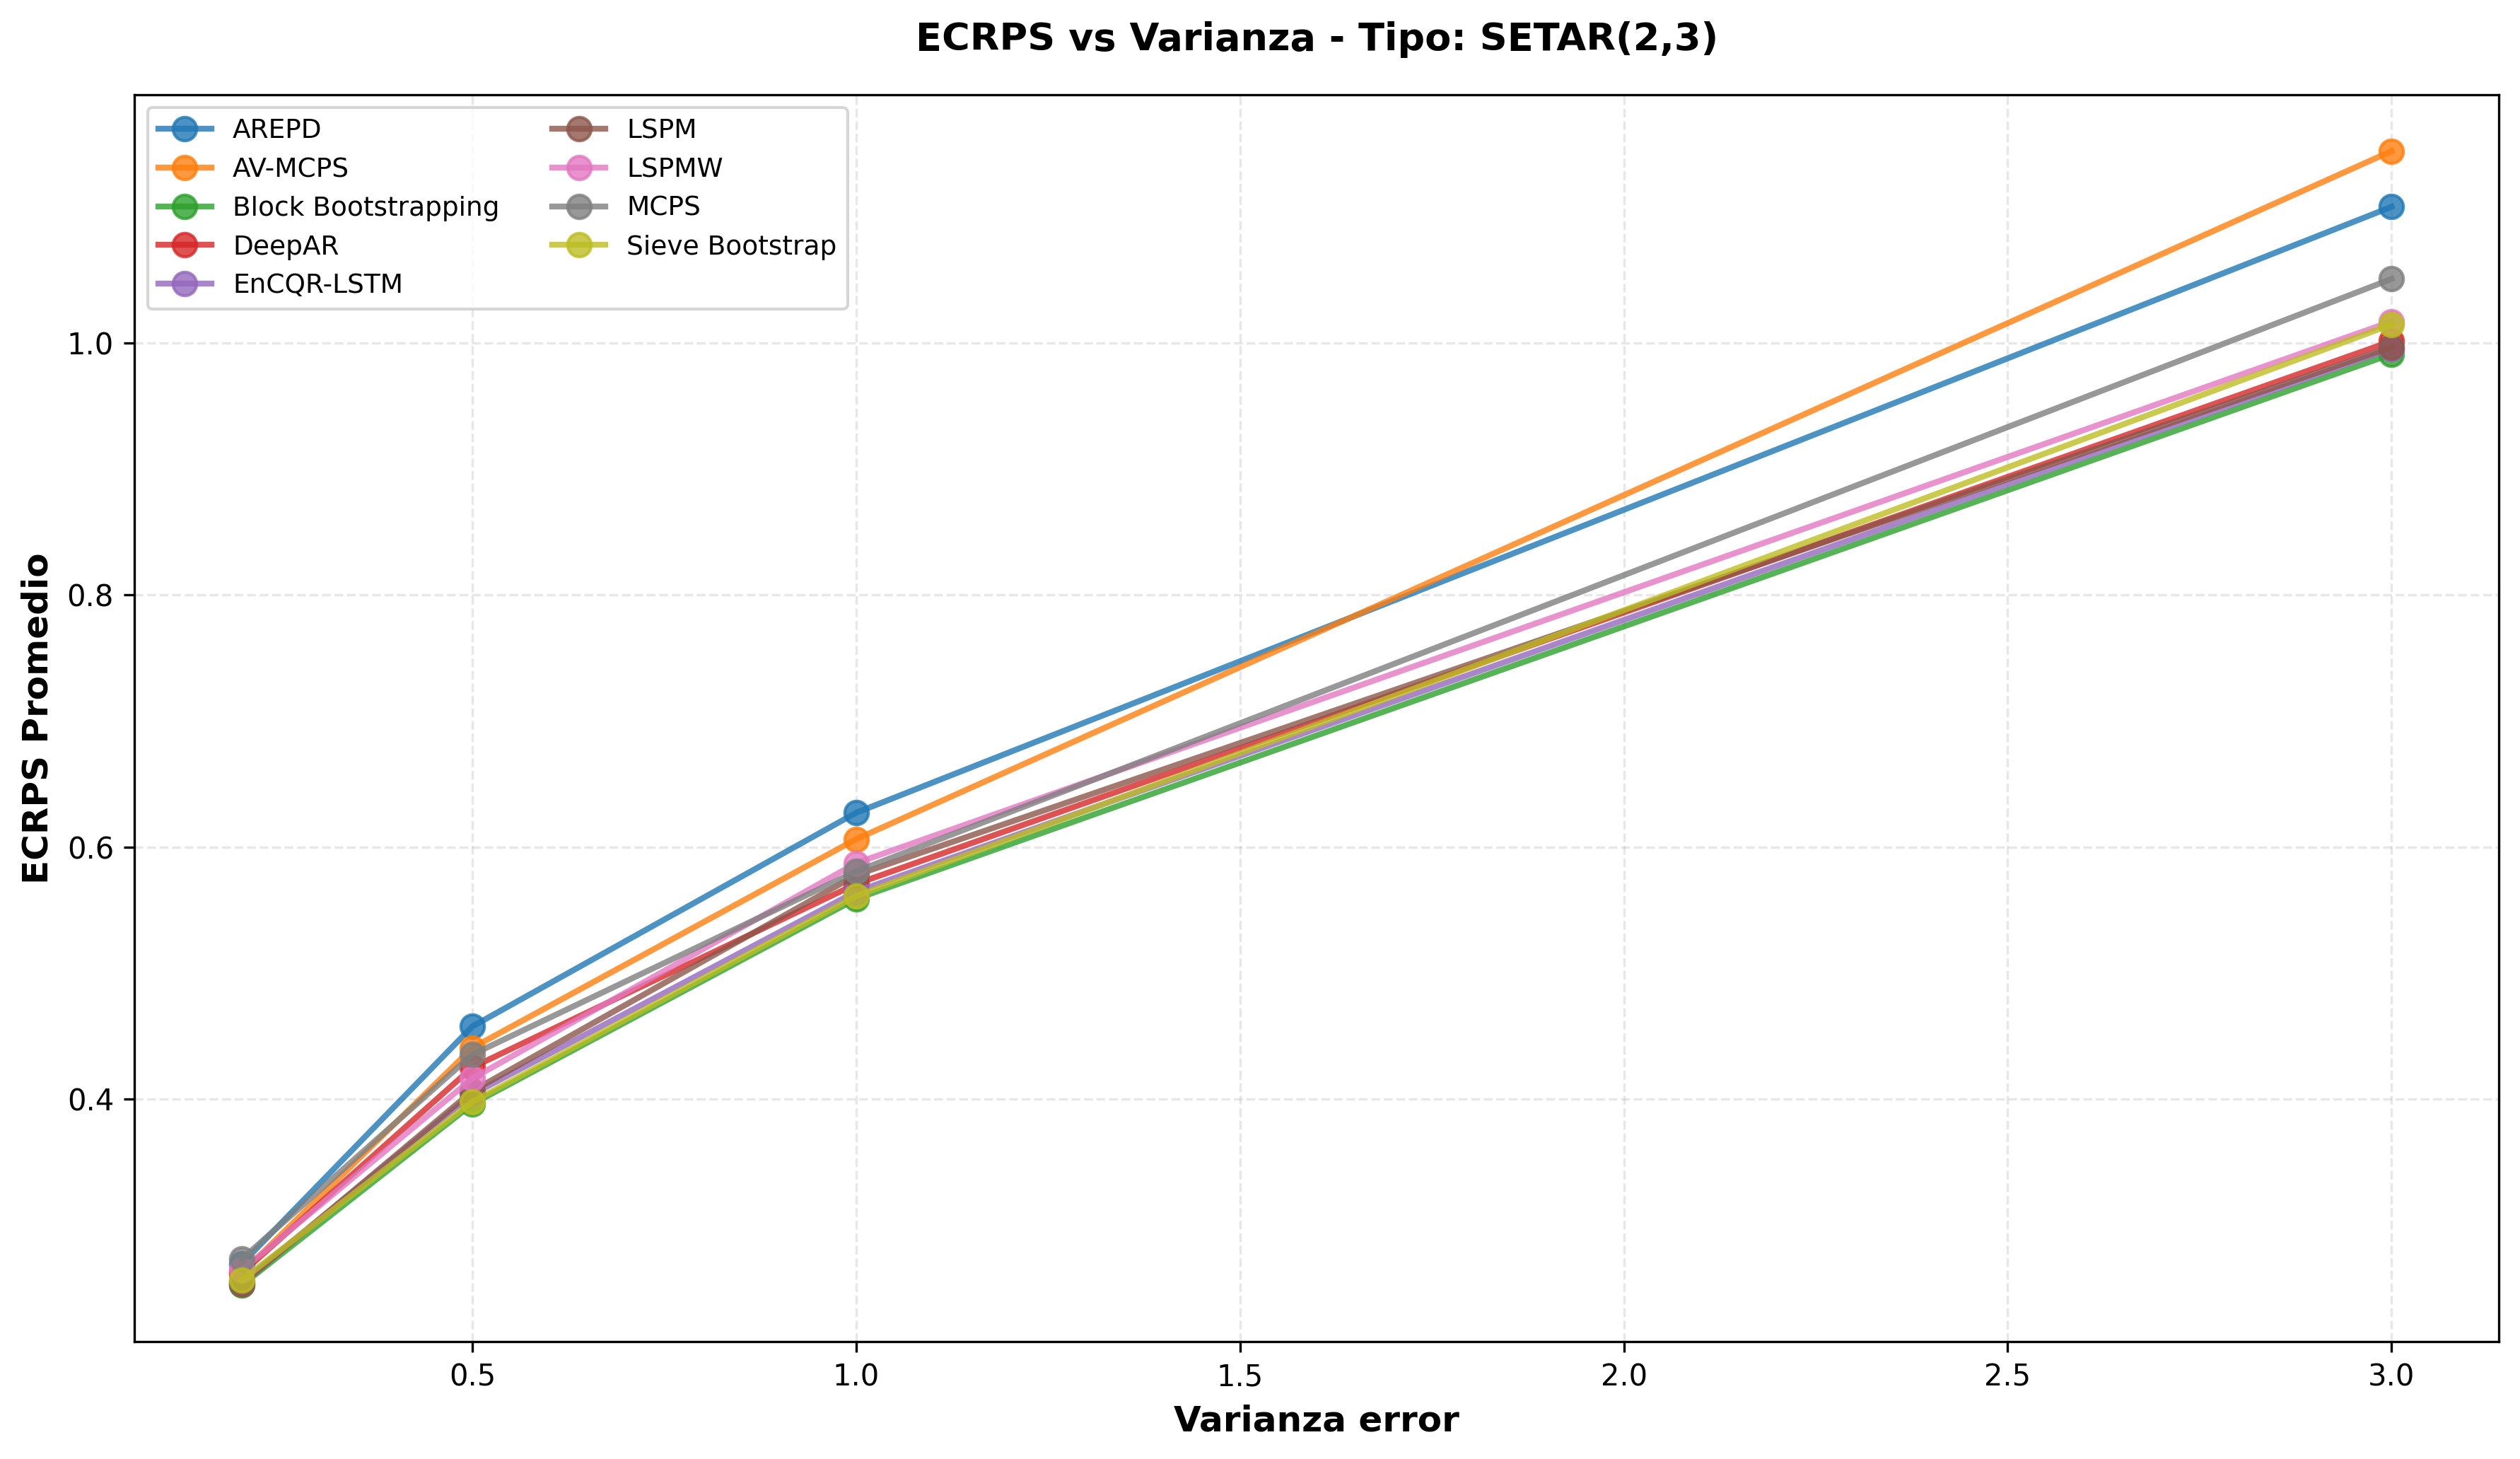 ECRPS vs Varianza - Tipo: SETAR(2,3)
AREPD
AV-MCPS
Block Bootstrapping
DeepAR
EnCQR-LSTM
LSPM
LSPMW
MCPS
Sieve Bootstrap
ECRPS Promedio
1.0
0.8
0.6
0.4
0.5
1.0
1.5
2.0
2.5
3.0
Varianza error